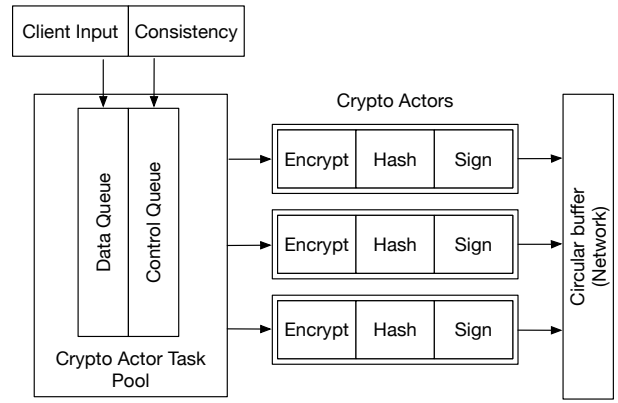 Client Input
Consistency
Crypto Actors
Data Queue
Control Queue
Encrypt
Hash
Sign
Encrypt
Hash
Sign
Encrypt
Hash
Sign
Circular buffer
(Network)
Crypto Actor Task
Pool